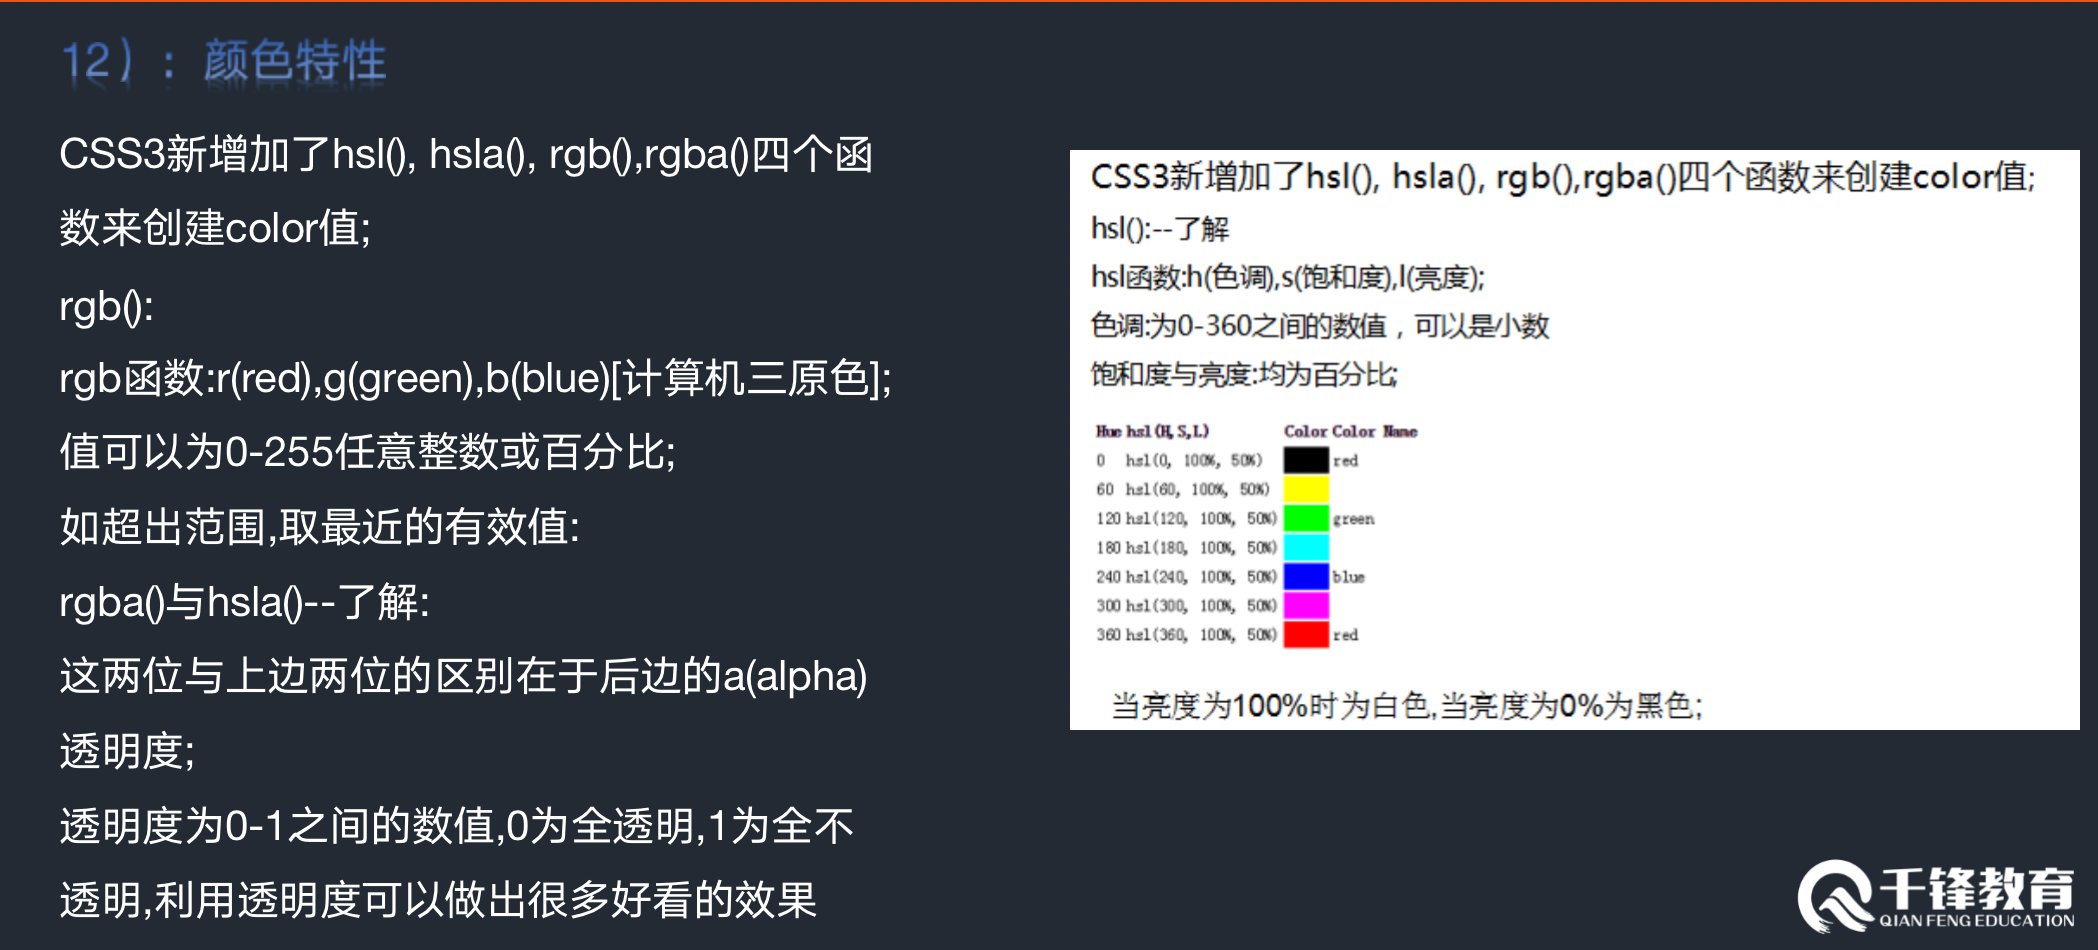 12）：颜色特性
CSS3新增加了hsl(), hsla(), rgb(),rgba()四个函
数来创建color值;
rgb():
rgb函数:r(red),g(green),b(blue)[计算机三原色];
值可以为0-255任意整数或百分比;
如超出范围,取最近的有效值:
rgba()与hsla()--了解:
这两位与上边两位的区别在于后边的a(alpha)
透明度;
透明度为0-1之间的数值,0为全透明,1为全不
透明,利用透明度可以做出很多好看的效果
CSS3新增加了hsl(), hsla(), rgb(),rgba()四个函数来创建color值;
hsl():--了解
hsl函数:h(色调),s(饱和度),l(亮度);
色调:为0-360之间的数值，可以是小数
饱和度与亮度:均为百分比;
Hue hsl(H,S,L) Color Color Name
0 hsl(0, 100%, 50%) red
60 hsl(60, 100%, 50%)
120 hsl(120, 100%, 50%) green
180 hsl(180, 100%, 50%)
240 hsl(240, 100%, 50%) blue
300 hsl(300, 100%, 50%)
360 hsl(360, 100%, 50%) red
当亮度为100%时为白色,当亮度为0%为黑色;
千锋教育
QIAN FENG EDUCATION